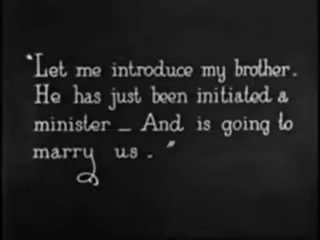 "Let me introduce my brother.
He has just been initiated a
minister — And is going to
marry us."